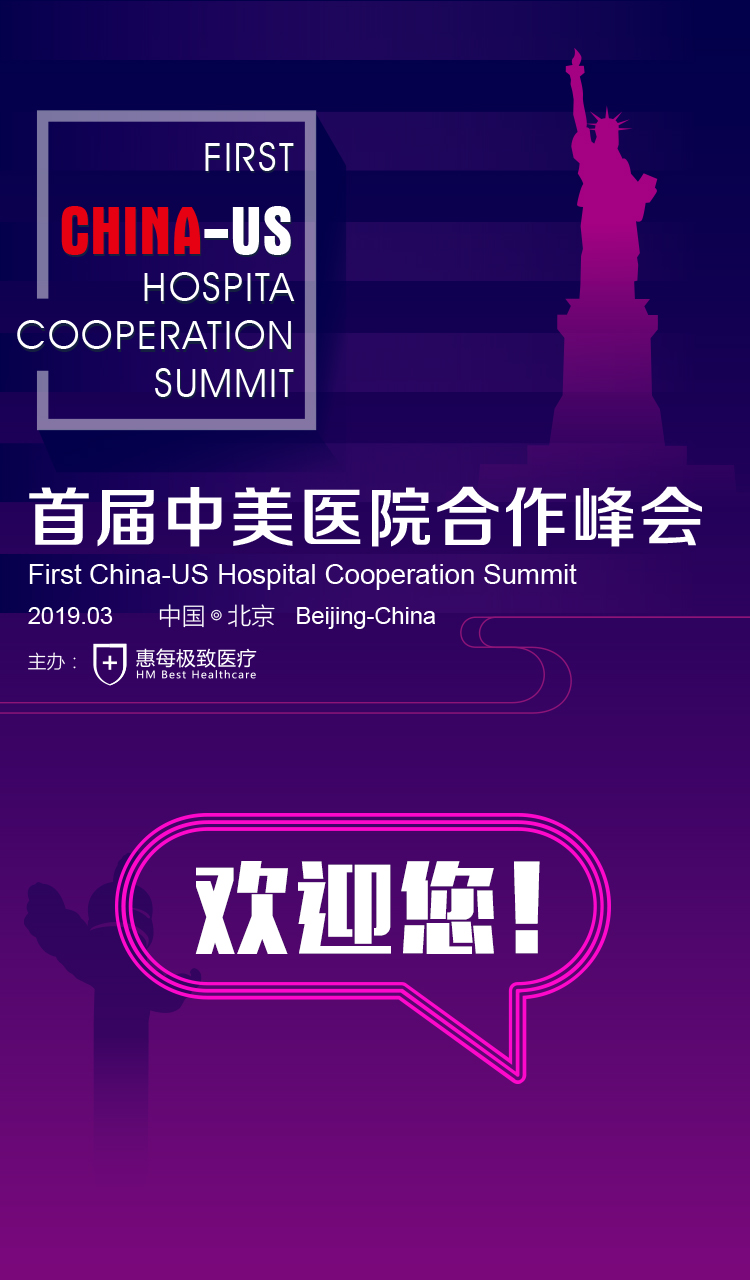 FIRST
CHINA-US
HOSPITA
COOPERATION
SUMMIT
首届中美医院合作峰会
First China-US Hospital Cooperation Summit
2019.03 中国◎北京 Beijing-China
主办： 惠每极致医疗
HM Best Healthcare
欢迎您！